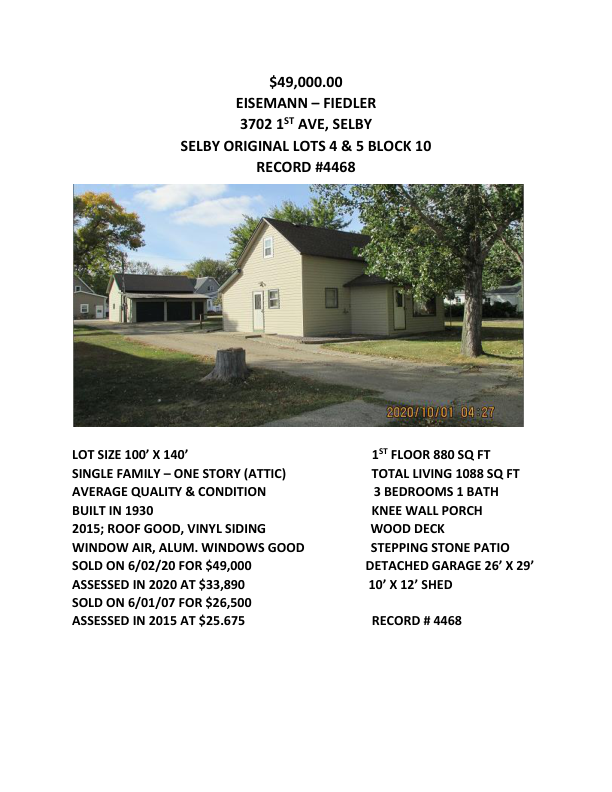 $49,000.00
EISEMANN – FIEDLER
3702 1ST AVE, SELBY
SELBY ORIGINAL LOTS 4 & 5 BLOCK 10
RECORD #4468
2020/10/01 04:27
LOT SIZE 100’ X 140’
SINGLE FAMILY – ONE STORY (ATTIC)
AVERAGE QUALITY & CONDITION
BUILT IN 1930
2015; ROOF GOOD, VINYL SIDING
WINDOW AIR, ALUM. WINDOWS GOOD
SOLD ON 6/02/20 FOR $49,000
ASSESSED IN 2020 AT $33,890
SOLD ON 6/01/07 FOR $26,500
ASSESSED IN 2015 AT $25.675
1ST FLOOR 880 SQ FT
TOTAL LIVING 1088 SQ FT
3 BEDROOMS 1 BATH
KNEE WALL PORCH
WOOD DECK
STEPPING STONE PATIO
DETACHED GARAGE 26’ X 29’
10’ X 12’ SHED
RECORD # 4468